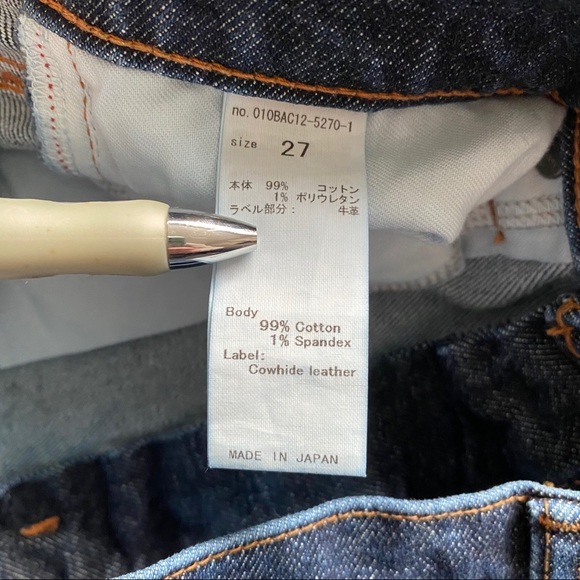 no. 010BAC12-5270-1
size 27
本体 99% コットン
1% ポリウレタン
ラベル部分: 牛革
Body
99% Cotton
1% Spandex
Label:
Cowhide leather
MADE IN JAPAN